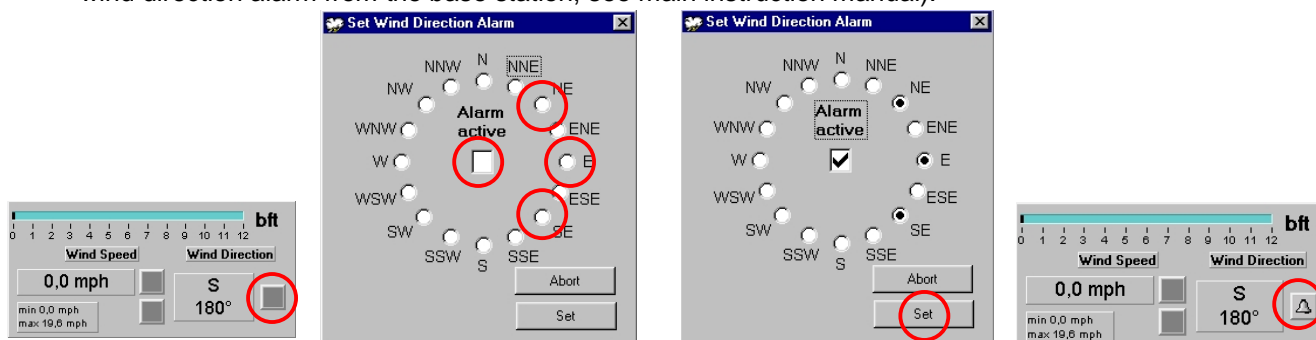 wind direction alarm from the base station, see main instruction manual).
Set Wind Direction Alarm
N
NNW NNE
NW NE
Alarm
active
WNW ENE
W E
WSW ESE
SW SE
SSW SSE
S
Abort
Set
Set Wind Direction Alarm
N
NNW NNE
NW NE
Alarm
active
WNW ENE
W E
WSW ESE
SW SE
SSW SSE
S
Abort
Set
bft
0 1 2 3 4 5 6 7 8 9 10 11 12
Wind Speed Wind Direction
0,0 mph S
180°
min 0,0 mph
max 19,6 mph
bft
0 1 2 3 4 5 6 7 8 9 10 11 12
Wind Speed Wind Direction
0,0 mph S
180°
min 0,0 mph
max 19,6 mph